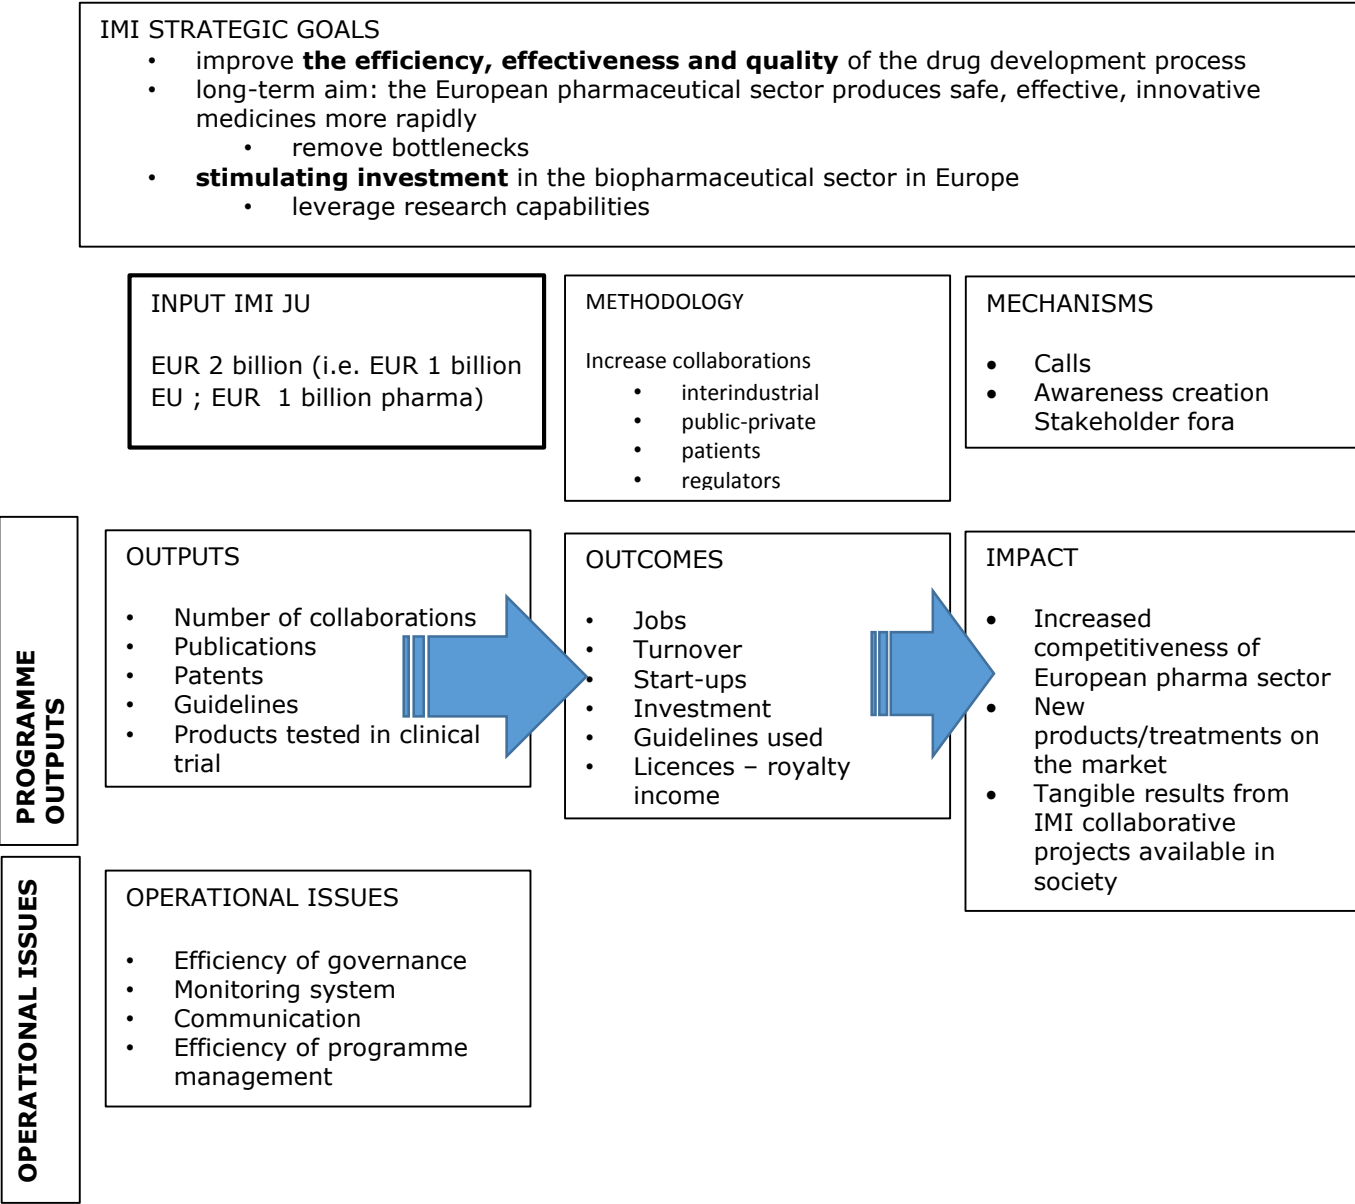 IMI STRATEGIC GOALS
• improve the efficiency, effectiveness and quality of the drug development process
• long-term aim: the European pharmaceutical sector produces safe, effective, innovative
medicines more rapidly
• remove bottlenecks
• stimulating investment in the biopharmaceutical sector in Europe
• leverage research capabilities
INPUT IMI JU
EUR 2 billion (i.e. EUR 1 billion
EU ; EUR 1 billion pharma)
METHODOLOGY
Increase collaborations
• interindustrial
• public-private
• patients
• regulators
MECHANISMS
• Calls
• Awareness creation
Stakeholder fora
PROGRAMME
OUTPUTS
OUTPUTS
• Number of collaborations
• Publications
• Patents
• Guidelines
• Products tested in clinical
trial
OUTCOMES
• Jobs
• Turnover
• Start-ups
• Investment
• Guidelines used
• Licences – royalty
income
IMPACT
• Increased
competitiveness of
European pharma sector
• New
products/treatments on
the market
• Tangible results from
IMI collaborative
projects available in
society
OPERATIONAL ISSUES
OPERATIONAL ISSUES
• Efficiency of governance
• Monitoring system
• Communication
• Efficiency of programme
management